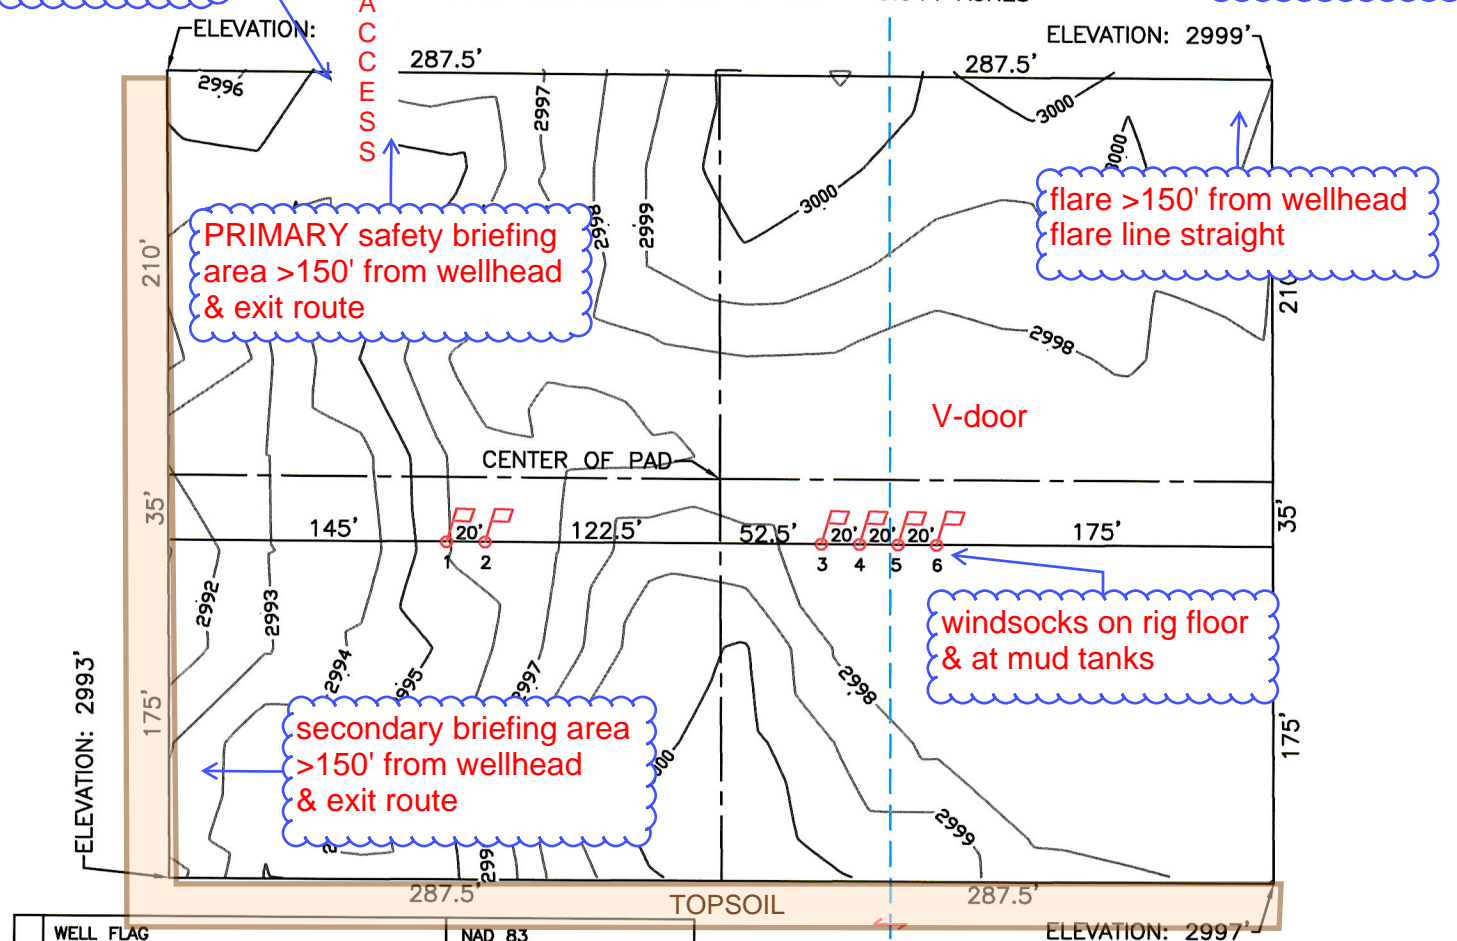 ELEVATION:
A
C
C
E
S
S
ELEVATION: 2999'
287.5'
287.5'
2996
2997
3000
3000
2998
2999
3000
PRIMARY safety briefing
area >150' from wellhead
& exit route
flare >150' from wellhead
flare line straight
210'
210'
2998
V-door
CENTER OF PAD
35'
35'
145'
20'
122.5'
52.5'
20'
20'
20'
175'
1
2
3
4
5
6
2992
2993
2994
2997
2998
windsocks on rig floor
& at mud tanks
ELEVATION: 2993'
175'
175'
secondary briefing area
>150' from wellhead
& exit route
2999
287.5'
TOPSOIL
287.5'
ELEVATION: 2997'
WELL FLAG
NAD 83